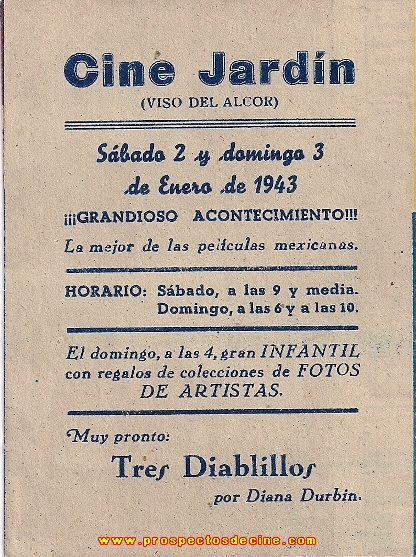 Cine Jardín
(VISO DEL ALCOR)
Sábado 2 y domingo 3
de Enero de 1943
¡¡¡GRANDIOSO ACONTECIMIENTO!!!
La mejor de las películas mexicanas.
HORARIO: Sábado, a las 9 y media.
Domingo, a las 6 y a las 10.
El domingo, a las 4, gran INFANTIL
con regalos de colecciones de FOTOS
DE ARTISTAS.
Muy pronto:
Tres Diablillos
por Diana Durbin.
www.prospectosdecine.com